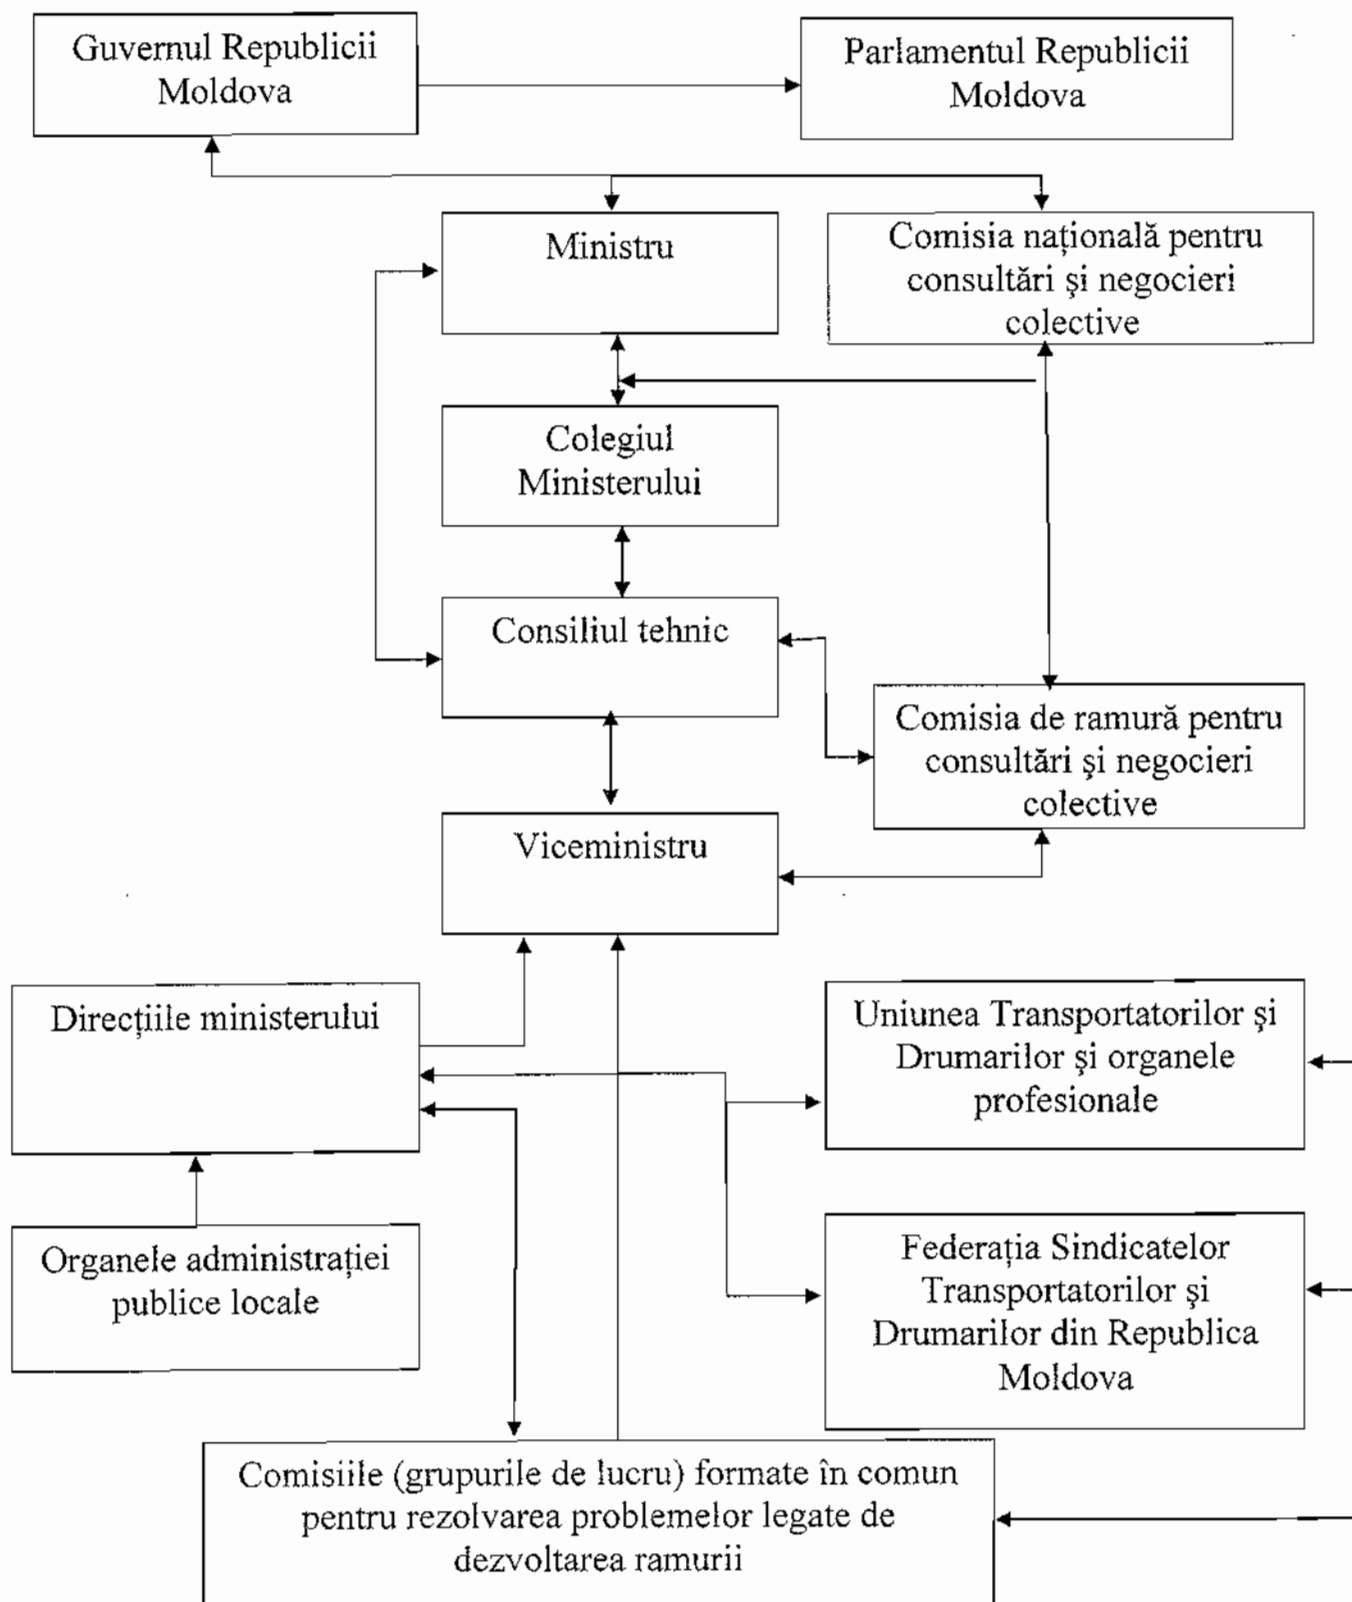 Guvernul Republicii
Moldova
Parlamentul Republicii
Moldova
Ministru
Comisia națională pentru
consultări şi negocieri
colective
Colegiul
Ministerului
Consiliul tehnic
Comisia de ramură pentru
consultări şi negocieri
colective
Viceministru
Direcțiile ministerului
Uniunea Transportatorilor şi
Drumarilor şi organele
profesionale
Organele administrației
publice locale
Federația Sindicatelor
Transportatorilor şi
Drumarilor din Republica
Moldova
Comisiile (grupurile de lucru) formate în comun
pentru rezolvarea problemelor legate de
dezvoltarea ramurii